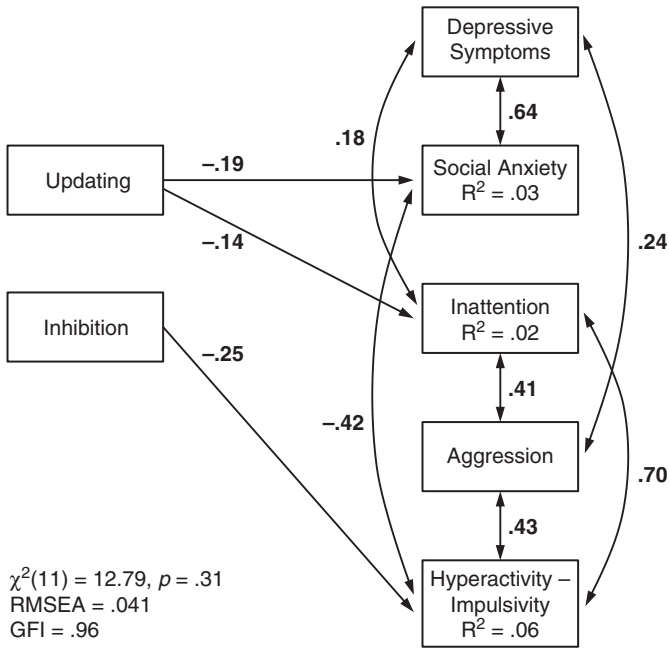 Depressive
Symptoms
.64
.18
Updating
–.19
Social Anxiety
R² = .03
–.14
.24
Inhibition
Inattention
R² = .02
–.25
.41
–.42
Aggression
.70
.43
χ²(11) = 12.79, p = .31
RMSEA = .041
GFI = .96
Hyperactivity –
Impulsivity
R² = .06